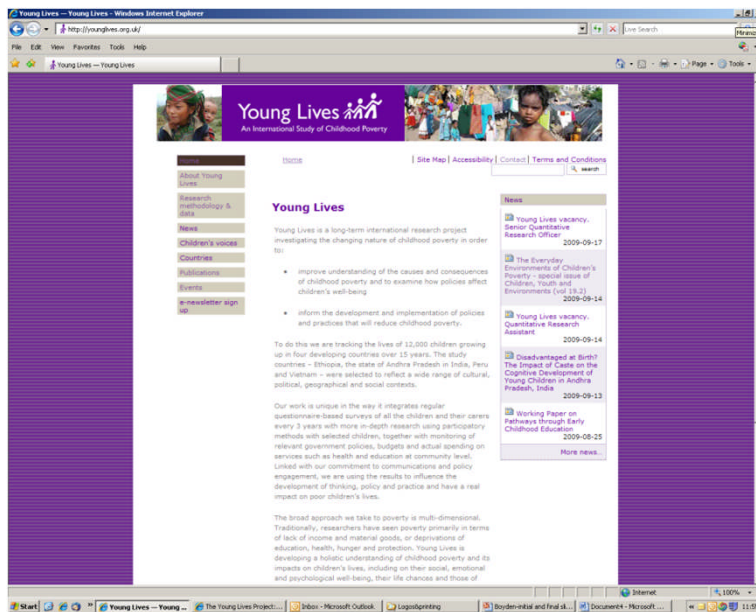 Young Lives — Young Lives - Windows Internet Explorer
http://younglives.org.uk/
Live Search
File Edit View Favorites Tools Help
Young Lives — Young Lives
Page Tools
Young Lives
An International Study of Childhood Poverty
Home
Home
| Site Map | Accessibility | Contact | Terms and Conditions
search
About Young
Lives
Research
methodology &
data
News
Children's voices
Countries
Publications
Events
e-newsletter sign
up
Young Lives
Young Lives is a long-term international research project
investigating the changing nature of childhood poverty in order
to:
improve understanding of the causes and consequences
of childhood poverty and to examine how policies affect
children's well-being
inform the development and implementation of policies
and practices that will reduce childhood poverty.
To do this we are tracking the lives of 12,000 children growing
up in four developing countries over 15 years. The study
countries – Ethiopia, the state of Andhra Pradesh in India, Peru
and Vietnam – were selected to reflect a wide range of cultural,
political, geographical and social contexts.
Our work is unique in the way it integrates regular
questionnaire-based surveys of all the children and their carers
every 3 years with more in-depth research using participatory
methods with selected children, together with monitoring of
relevant government policies, budgets and actual spending on
services such as health and education at community level.
Linked with our commitment to communications and policy
engagement, we are using the results to influence the
development of thinking, policy and practice and have a real
impact on poor children's lives.
The broad approach we take to poverty is multi-dimensional.
Traditionally, researchers have seen poverty primarily in terms
of lack of income and material goods, or deprivations of
education, health, hunger and protection. Young Lives is
developing a holistic understanding of childhood poverty and its
impacts on children's lives, including on their social, emotional
and psychological well-being, their life chances and those of
News
Young Lives vacancy.
Senior Quantitative
Research Officer
2009-09-17
The Everyday
Environments of Children's
Poverty - special issue of
Children, Youth and
Environments (vol 19.2)
2009-09-14
Young Lives vacancy.
Quantitative Research
Assistant
2009-09-14
Disadvantaged at Birth?
The Impact of Caste on the
Cognitive Development of
Young Children in Andhra
Pradesh, India
2009-09-13
Working Paper on
Pathways through Early
Childhood Education
2009-08-25
More news...
Internet 100%
Start Young Lives — Young ... The Young Lives Project:... Inbox - Microsoft Outlook Logos&printing Boyden-initial and final sl... Document4 - Microsoft ...